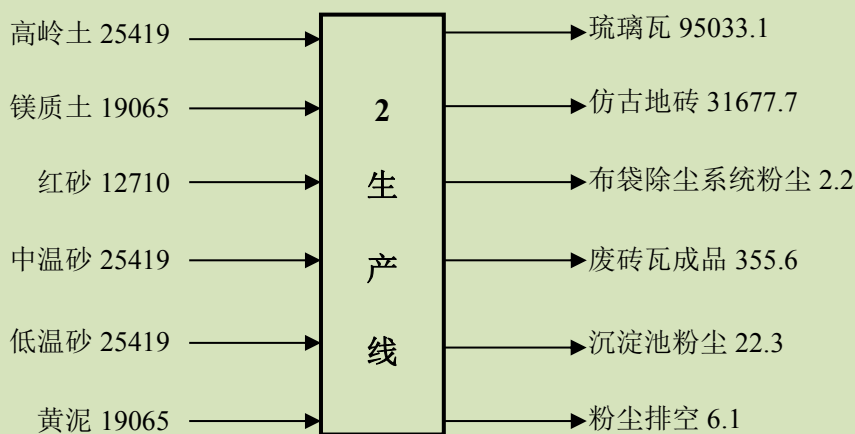 高岭土 25419
镁质土 19065
红砂 12710
中温砂 25419
低温砂 25419
黄泥 19065
2
生
产
线
琉璃瓦 95033.1
仿古地砖 31677.7
布袋除尘系统粉尘 2.2
废砖瓦成品 355.6
沉淀池粉尘 22.3
粉尘排空 6.1